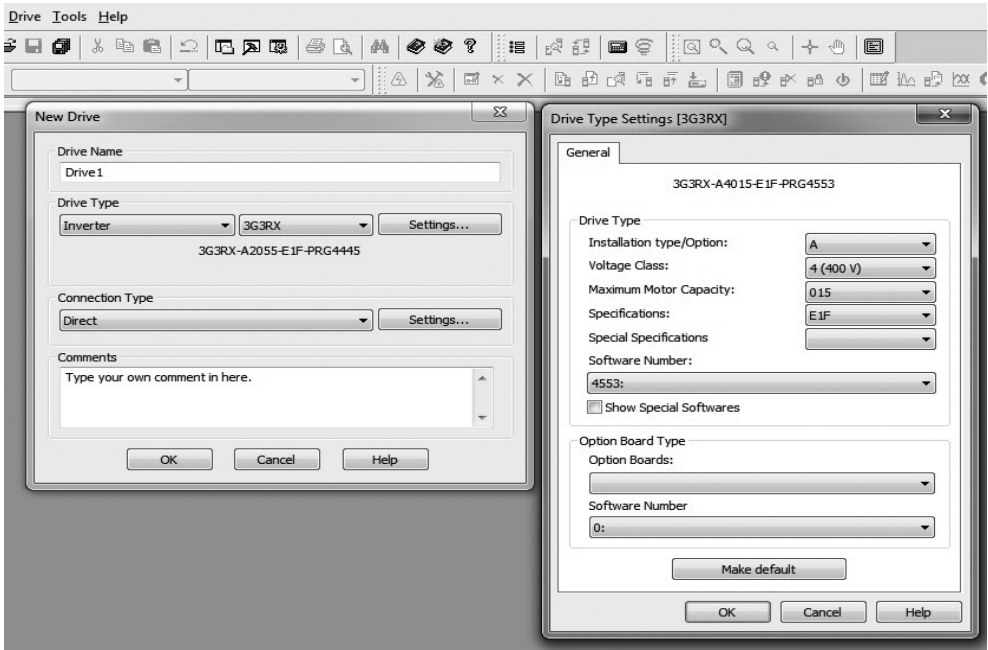 Drive Tools Help
New Drive
Drive Name
Drive1
Drive Type
Inverter 3G3RX Settings...
3G3RX-A2055-E1F-PRG4445
Connection Type
Direct Settings...
Comments
Type your own comment in here.
OK Cancel Help
Drive Type Settings [3G3RX]
General
3G3RX-A4015-E1F-PRG4553
Drive Type
Installation type/Option: A
Voltage Class: 4 (400 V)
Maximum Motor Capacity: 015
Specifications: E1F
Special Specifications
Software Number:
4553:
Show Special Softwares
Option Board Type
Option Boards:
Software Number
0:
Make default
OK Cancel Help